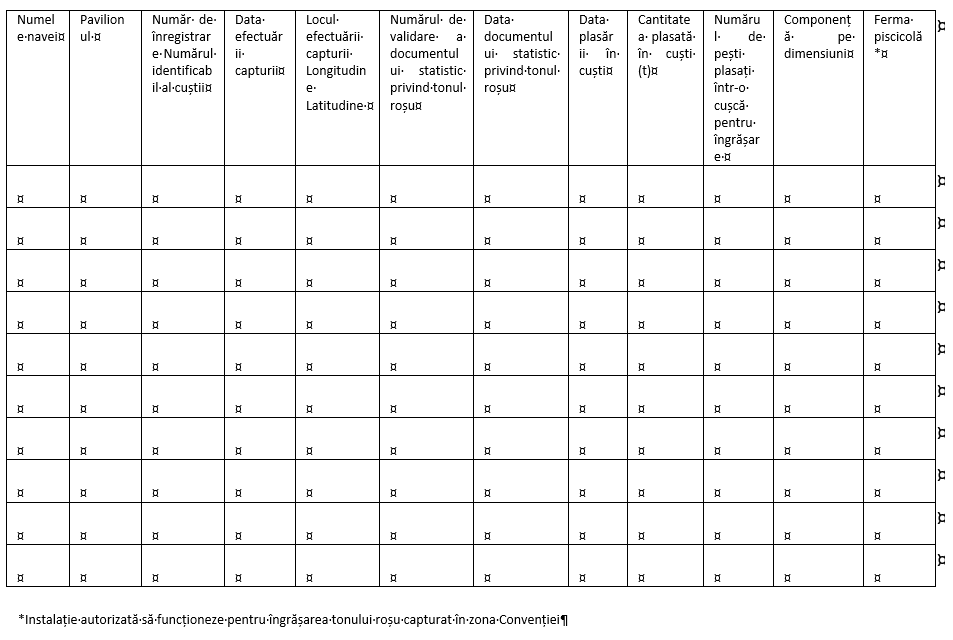 Numele navei
Pavilionul
Număr de înregistrare Numărul identificabil al cuștii
Data efectuării capturii
Locul efectuării capturii Longitudine Latitudine
Numărul de validare a documentului statistic privind tonul roșu
Data documentului statistic privind tonul roșu
Data plasării în cuști
Cantitatea plasată în cuști (t)
Numărul de pești plasați într-o cușcă pentru îngrășare
Componență pe dimensiuni
Ferma piscicolă *
*Instalație autorizată să funcționeze pentru îngrășarea tonului roșu capturat în zona Convenției